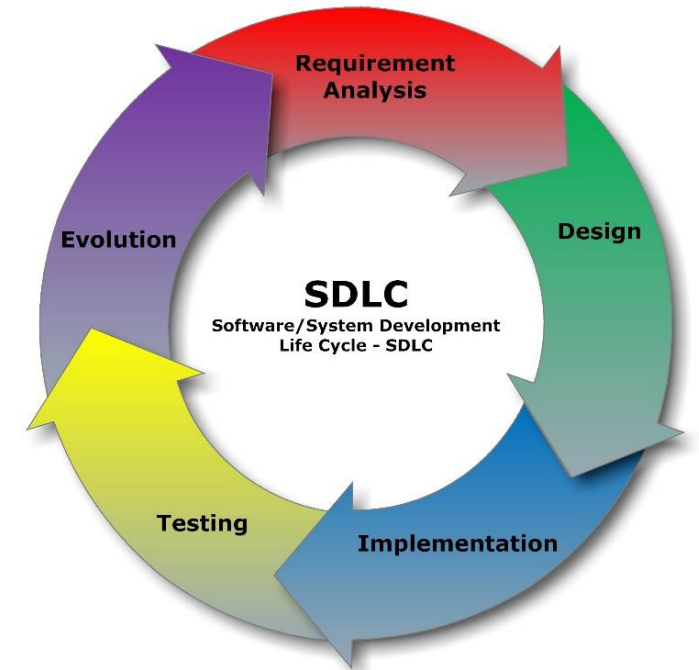 Requirement
Analysis
Design
Implementation
Testing
Evolution
SDLC
Software/System Development
Life Cycle - SDLC